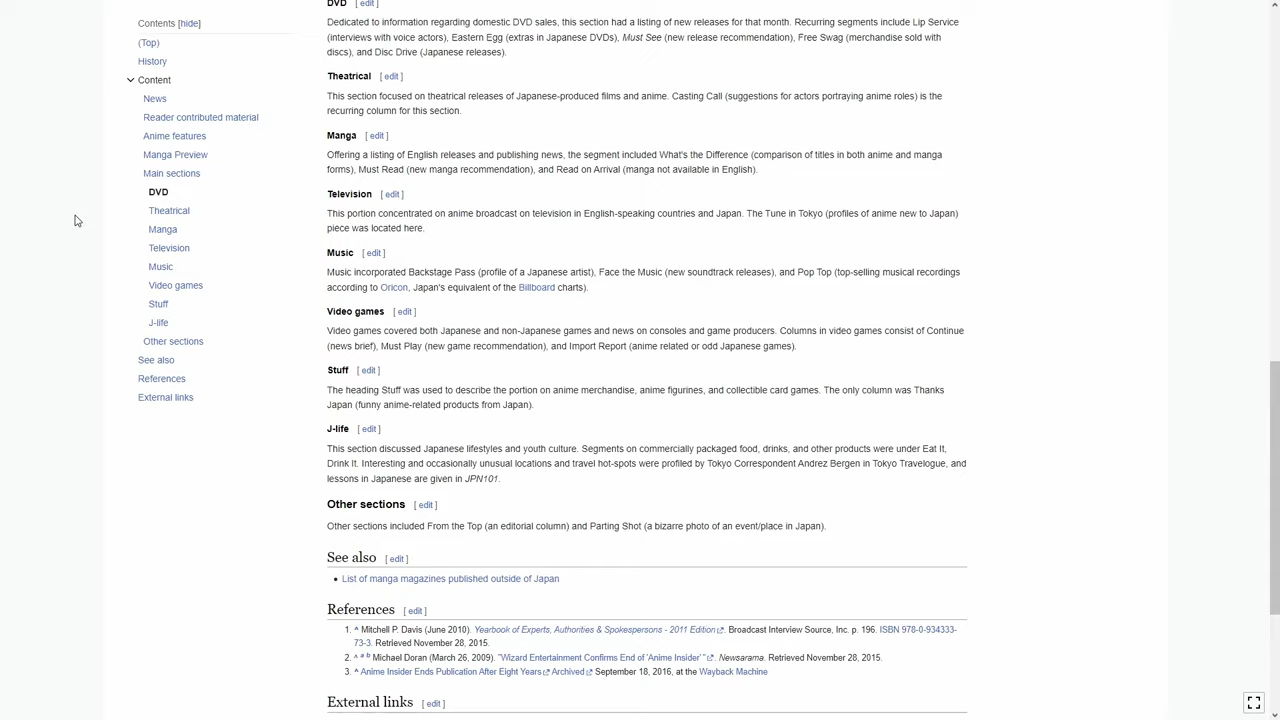 Contents [hide]
(Top)
History
Content
News
Reader contributed material
Anime features
Manga Preview
Main sections
DVD
Theatrical
Manga
Television
Music
Video games
Stuff
J-life
Other sections
See also
References
External links
DVD [ edit ]
Dedicated to information regarding domestic DVD sales, this section had a listing of new releases for that month. Recurring segments include Lip Service
(interviews with voice actors), Eastern Egg (extras in Japanese DVDs), Must See (new release recommendation), Free Swag (merchandise sold with
discs), and Disc Drive (Japanese releases).
Theatrical [ edit ]
This section focused on theatrical releases of Japanese-produced films and anime. Casting Call (suggestions for actors portraying anime roles) is the
recurring column for this section.
Manga [ edit ]
Offering a listing of English releases and publishing news, the segment included What's the Difference (comparison of titles in both anime and manga
forms), Must Read (new manga recommendation), and Read on Arrival (manga not available in English).
Television [ edit ]
This portion concentrated on anime broadcast on television in English-speaking countries and Japan. The Tune in Tokyo (profiles of anime new to Japan)
piece was located here.
Music [ edit ]
Music incorporated Backstage Pass (profile of a Japanese artist), Face the Music (new soundtrack releases), and Pop Top (top-selling musical recordings
according to Oricon, Japan's equivalent of the Billboard charts).
Video games [ edit ]
Video games covered both Japanese and non-Japanese games and news on consoles and game producers. Columns in video games consist of Continue
(news brief), Must Play (new game recommendation), and Import Report (anime related or odd Japanese games).
Stuff [ edit ]
The heading Stuff was used to describe the portion on anime merchandise, anime figurines, and collectible card games. The only column was Thanks
Japan (funny anime-related products from Japan).
J-life [ edit ]
This section discussed Japanese lifestyles and youth culture. Segments on commercially packaged food, drinks, and other products were under Eat It,
Drink It. Interesting and occasionally unusual locations and travel hot-spots were profiled by Tokyo Correspondent Andrez Bergen in Tokyo Travelogue, and
lessons in Japanese are given in JPN101.
Other sections [ edit ]
Other sections included From the Top (an editorial column) and Parting Shot (a bizarre photo of an event/place in Japan).
See also [ edit ]
• List of manga magazines published outside of Japan
References [ edit ]
1. ^ Mitchell P. Davis (June 2010). Yearbook of Experts, Authorities & Spokespersons - 2011 Edition. Broadcast Interview Source, Inc. p. 196. ISBN 978-0-934333-
73-3. Retrieved November 28, 2015.
2. ^ a b Michael Doran (March 26, 2009). "Wizard Entertainment Confirms End of 'Anime Insider' ". Newsarama. Retrieved November 28, 2015.
3. ^ Anime Insider Ends Publication After Eight Years Archived September 18, 2016, at the Wayback Machine
External links [ edit ]